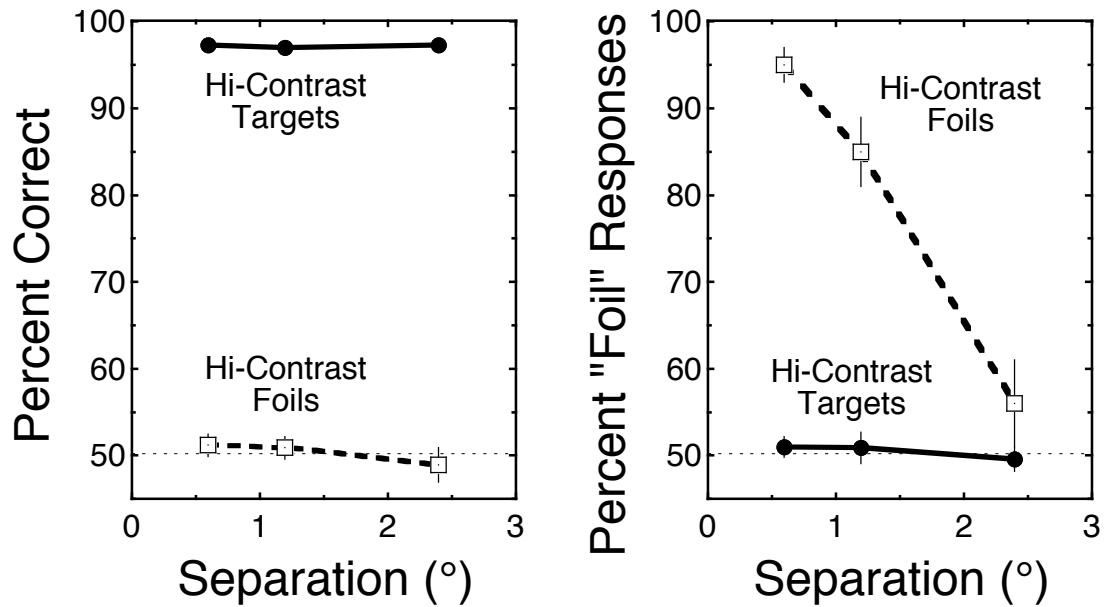 Percent Correct
100
90
80
70
60
50
Hi-Contrast
Targets
Hi-Contrast
Foils
0
1
2
3
Separation (°)
Percent "Foil" Responses
100
90
80
70
60
50
Hi-Contrast
Foils
Hi-Contrast
Targets
0
1
2
3
Separation (°)